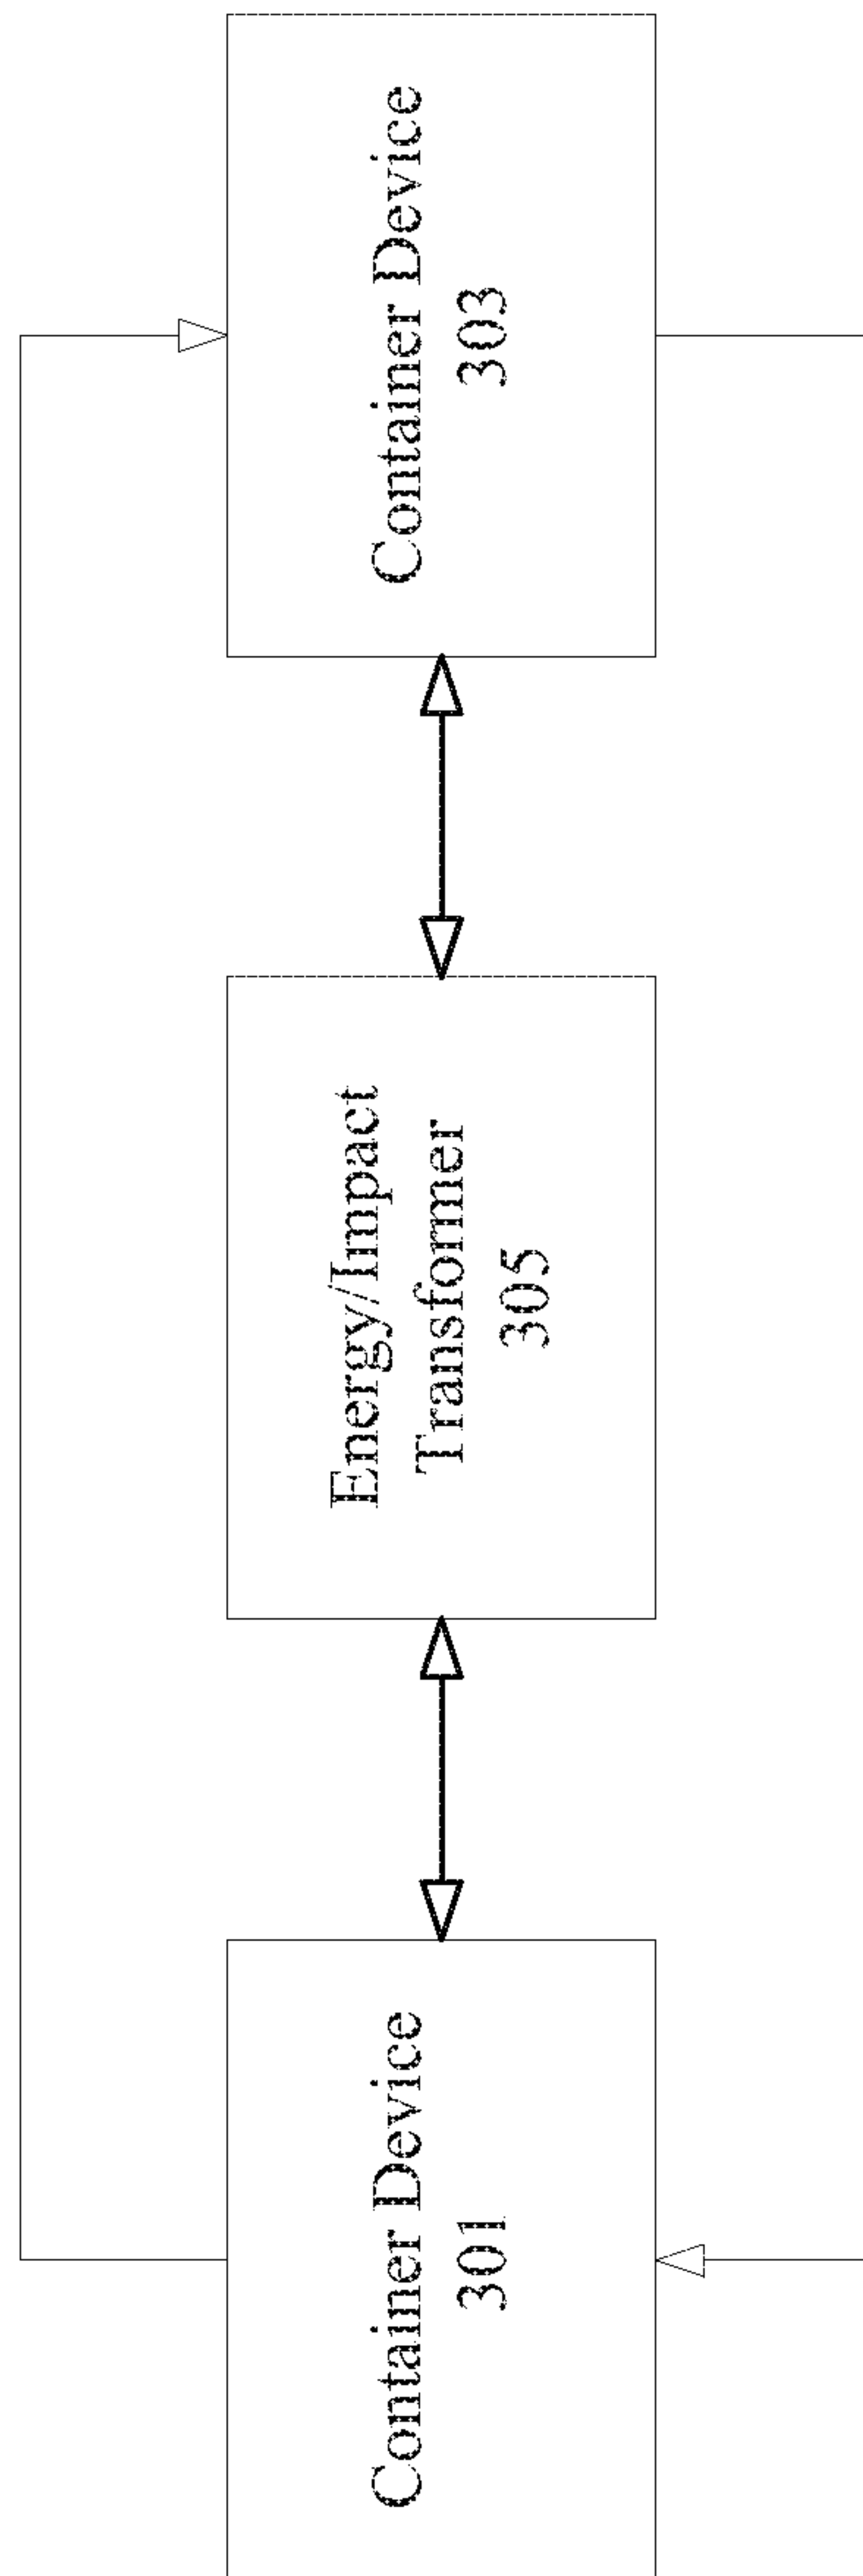 Container Device
301
Energy/Impact
Transformer
305
Container Device
303